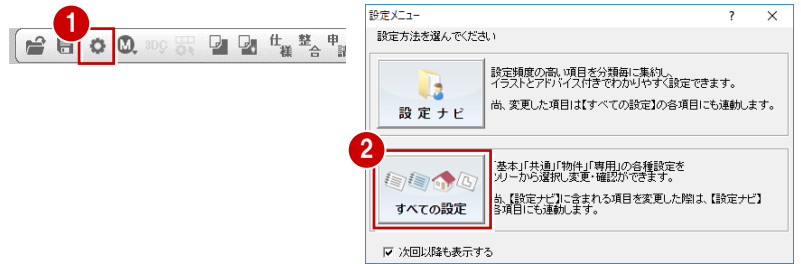 1
3DC
仕様
整合
申請
設定メニュー
設定方法を選んでください
設定ナビ
設定頻度の高い項目を分類毎に集約し、
イラストとアドバイス付きでわかりやすく設定できます。
尚、変更した項目は【すべての設定】の各項目にも連動します。
2
すべての設定
「基本」「共通」「物件」「専用」の各種設定を
ツリーから選択し変更・確認ができます。
尚、【設定ナビ】に含まれる項目を変更した際は、【設定ナビ】
各項目にも連動します。
次回以降も表示する